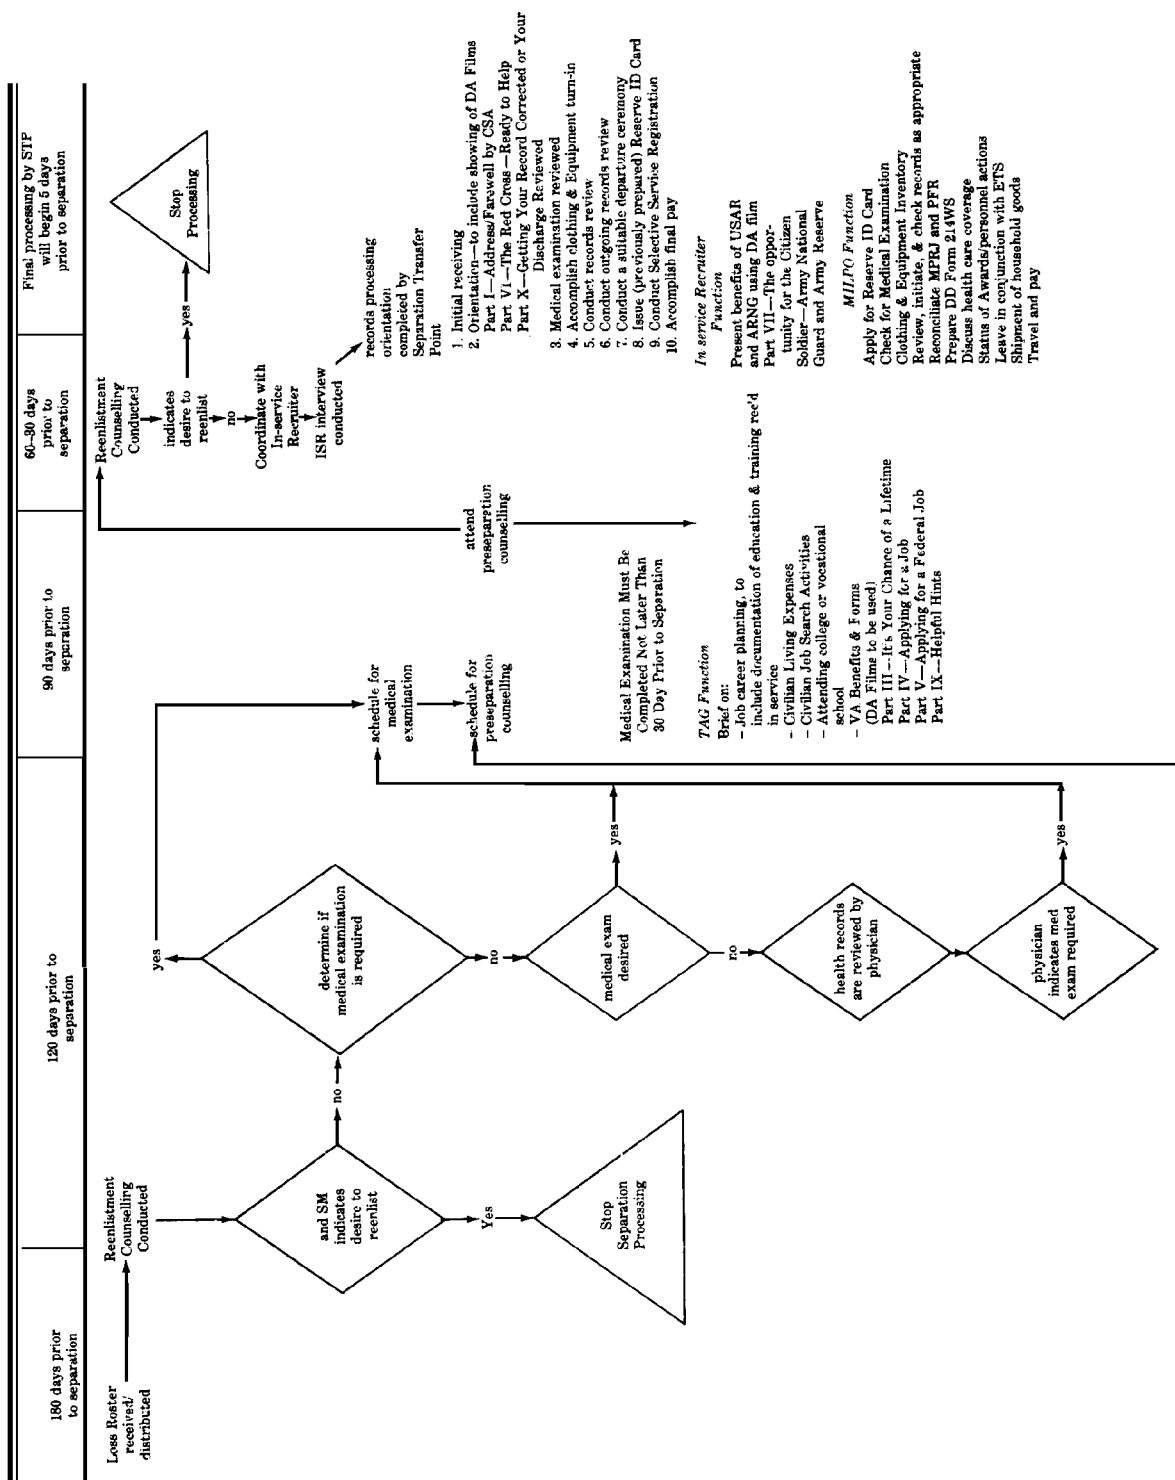 180 days prior
to separation
120 days prior to
separation
90 days prior to
separation
60–30 days
prior to
separation
Final processing by STP
will begin 5 days
prior to separation
Loss Roster
received/
distributed
Reenlistment
Counselling
Conducted
and SM
indicates
desire to
reenlist
Yes
Stop
Separation
Processing
no
determine if
medical examination
is required
yes
no
medical exam
desired
yes
no
health records
are reviewed by
physician
physician
indicates med
exam required
yes
schedule for
medical
examination
schedule for
preseparation
counselling
attend
preseparation
counselling
Medical Examination Must Be
Completed Not Later Than
30 Day Prior to Separation
TAG Function
Brief on:
– Job career planning, to
include documentation of education & training rec'd
in service
– Civilian Living Expenses
– Civilian Job Search Activities
– Attending college or vocational
school
– VA Benefits & Forms
(DA Films to be used)
Part III—It's Your Chance of a Lifetime
Part IV—Applying for a Job
Part V—Applying for a Federal Job
Part IX—Helpful Hints
Reenlistment
Counselling
Conducted
indicates
desire to
reenlist
yes
Stop
Processing
no
Coordinate with
In-service
Recruiter
ISR interview
conducted
records processing
orientation
completed by
Separation Transfer
Point
1. Initial receiving
2. Orientation—to include showing of DA Films
Part I—Address/Farewell by CSA
Part VI—The Red Cross—Ready to Help
Part X—Getting Your Record Corrected or Your
Discharge Reviewed
3. Medical examination reviewed
4. Accomplish clothing & Equipment turn-in
5. Conduct records review
6. Conduct outgoing records review
7. Conduct a suitable departure ceremony
8. Issue (previously prepared) Reserve ID Card
9. Conduct Selective Service Registration
10. Accomplish final pay
In service Recruiter
Function
Present benefits of USAR
and ARNG using DA film
Part VII—The oppor-
tunity for the Citizen
Soldier—Army National
Guard and Army Reserve
MILPO Function
Apply for Reserve ID Card
Check for Medical Examination
Clothing & Equipment Inventory
Review, initiate, & check records as appropriate
Reconciliate MPRJ and PFR
Prepare DD Form 214WS
Discuss health care coverage
Status of Awards/personnel actions
Leave in conjunction with ETS
Shipment of household goods
Travel and pay